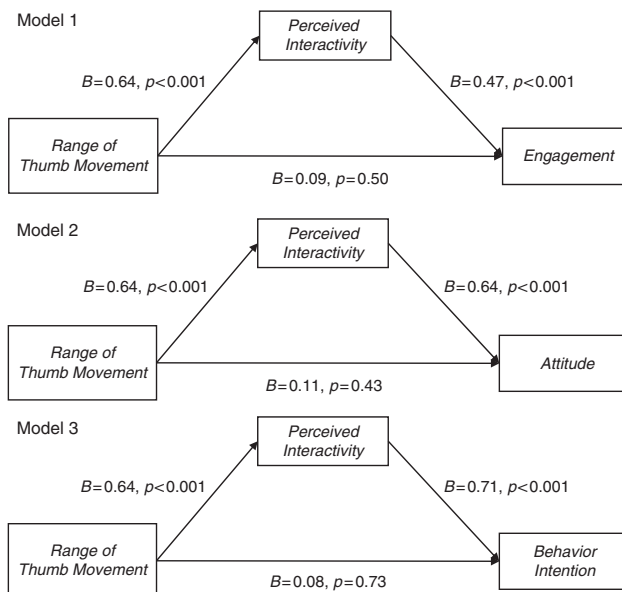 Model 1
Perceived
Interactivity
B=0.64, p<0.001
B=0.47, p<0.001
Range of
Thumb Movement
Engagement
B=0.09, p=0.50
Model 2
Perceived
Interactivity
B=0.64, p<0.001
B=0.64, p<0.001
Range of
Thumb Movement
Attitude
B=0.11, p=0.43
Model 3
Perceived
Interactivity
B=0.64, p<0.001
B=0.71, p<0.001
Range of
Thumb Movement
Behavior
Intention
B=0.08, p=0.73